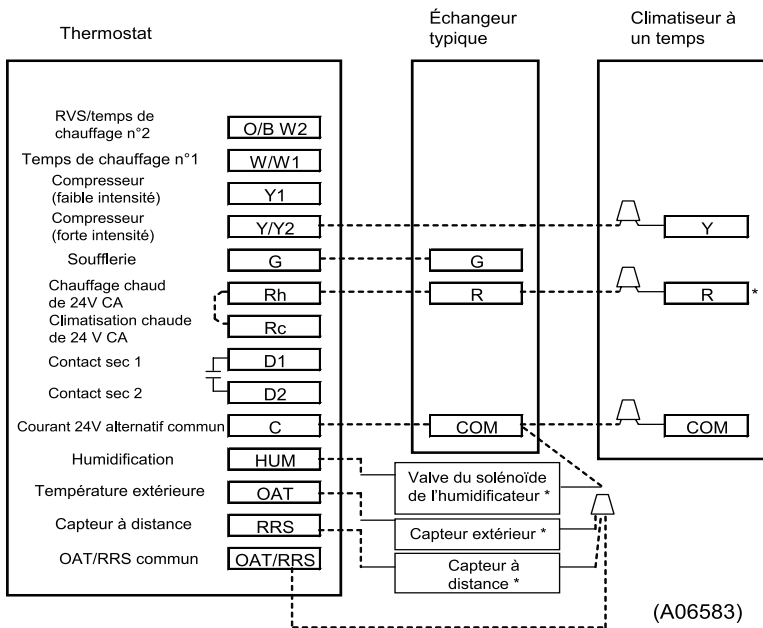 Thermostat
Échangeur
typique
Climatiseur à
un temps
RVS/temps de
chauffage n°2
O/B W2
Temps de chauffage n°1
W/W1
Compresseur
(faible intensité)
Y1
Compresseur
(forte intensité)
Y/Y2
Y
Soufflerie
G
G
Chauffage chaud
de 24V CA
Rh
R
R *
Climatisation chaude
de 24 V CA
Rc
Contact sec 1
D1
Contact sec 2
D2
Courant 24V alternatif commun
C
COM
COM
Humidification
HUM
Valve du solénoïde
de l'humidificateur *
Température extérieure
OAT
Capteur extérieur *
Capteur à distance
RRS
Capteur à
distance *
OAT/RRS commun
OAT/RRS
(A06583)